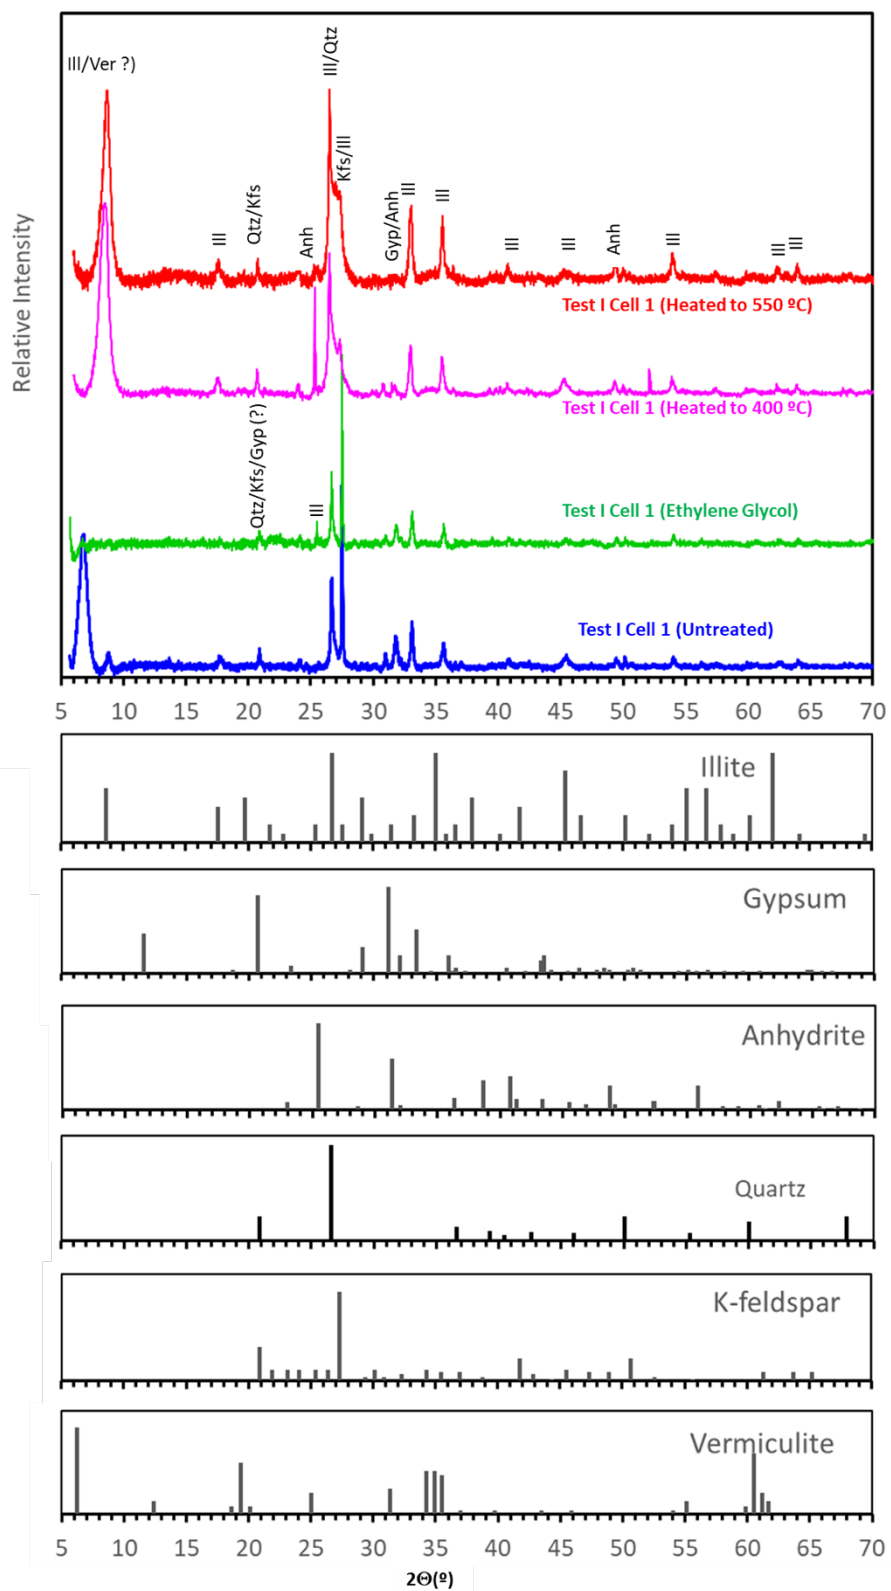 Ill/Ver ?)
Ill/Qtz
Kfs/Ill
Ill
Qtz/Kfs
Anh
Gyp/Anh
Ill
Ill
Ill
Ill
Anh
Ill
Ill
Ill
Relative Intensity
Test I Cell 1 (Heated to 550 ºC)
Test I Cell 1 (Heated to 400 ºC)
Qtz/Kfs/Gyp (?)
Ill
Test I Cell 1 (Ethylene Glycol)
Test I Cell 1 (Untreated)
5 10 15 20 25 30 35 40 45 50 55 60 65 70
Illite
Gypsum
Anhydrite
Quartz
K-feldspar
Vermiculite
5 10 15 20 25 30 35 40 45 50 55 60 65 70
2Θ(º)